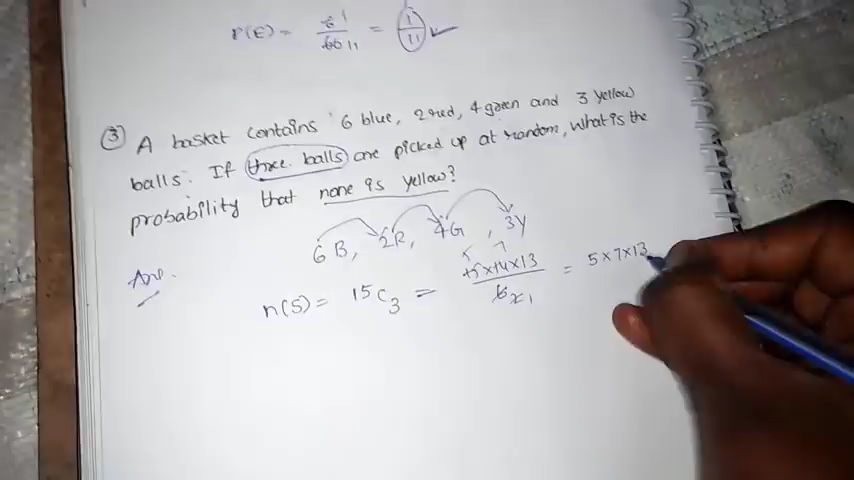 P(E) = 6 1 / 66 11 = 1 / 11
③ A basket contains 6 blue, 2 red, 4 green and 3 yellow
balls. If three balls are picked up at random, what is the
probability that none is yellow?
6B, 2R, 4G, 3Y
Ans.
n(S) = 15C3 = 15×14×13 / 6 = 5×7×13